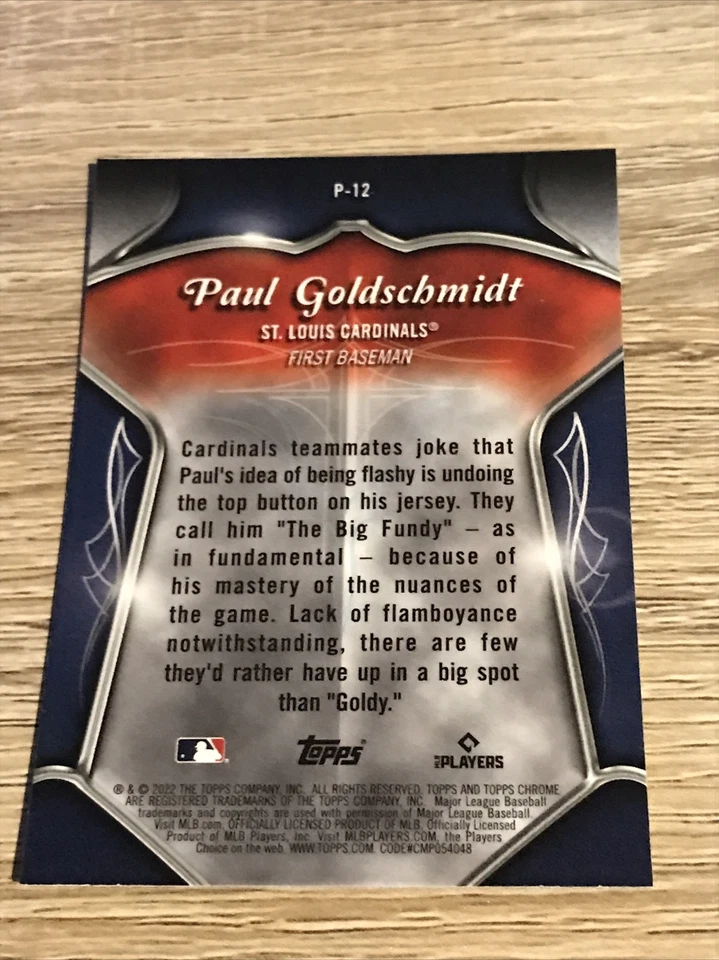 P-12
Paul Goldschmidt
ST. LOUIS CARDINALS®
FIRST BASEMAN
Cardinals teammates joke that
Paul's idea of being flashy is undoing
the top button on his jersey. They
call him "The Big Fundy" – as
in fundamental – because of
his mastery of the nuances of
the game. Lack of flamboyance
notwithstanding, there are few
they'd rather have up in a big spot
than "Goldy."
topps®
MLB PLAYERS
® & © 2022 THE TOPPS COMPANY, INC. ALL RIGHTS RESERVED. TOPPS AND TOPPS CHROME
ARE REGISTERED TRADEMARKS OF THE TOPPS COMPANY, INC. Major League Baseball
trademarks and copyrights are used with permission of Major League Baseball.
Visit MLB.com. OFFICIALLY LICENSED PRODUCT OF MLB. Officially Licensed
Product of MLB Players, Inc. Visit MLBPLAYERS.COM, the Players
Choice on the web. WWW.TOPPS.COM. CODE#CMP054048